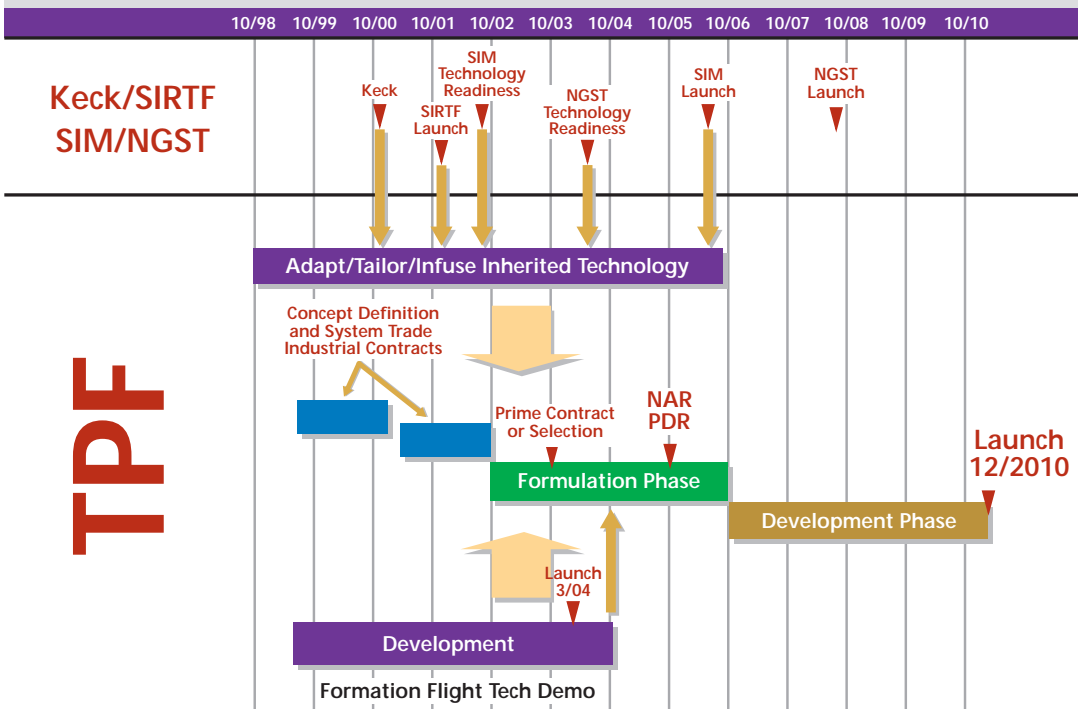 10/98 10/99 10/00 10/01 10/02 10/03 10/04 10/05 10/06 10/07 10/08 10/09 10/10
Keck/SIRTF
SIM/NGST
Keck
SIRTF
Launch
SIM
Technology
Readiness
NGST
Technology
Readiness
SIM
Launch
NGST
Launch
TPF
Adapt/Tailor/Infuse Inherited Technology
Concept Definition
and System Trade
Industrial Contracts
Prime Contract
or Selection
NAR
PDR
Formulation Phase
Launch
12/2010
Development Phase
Launch
3/04
Development
Formation Flight Tech Demo